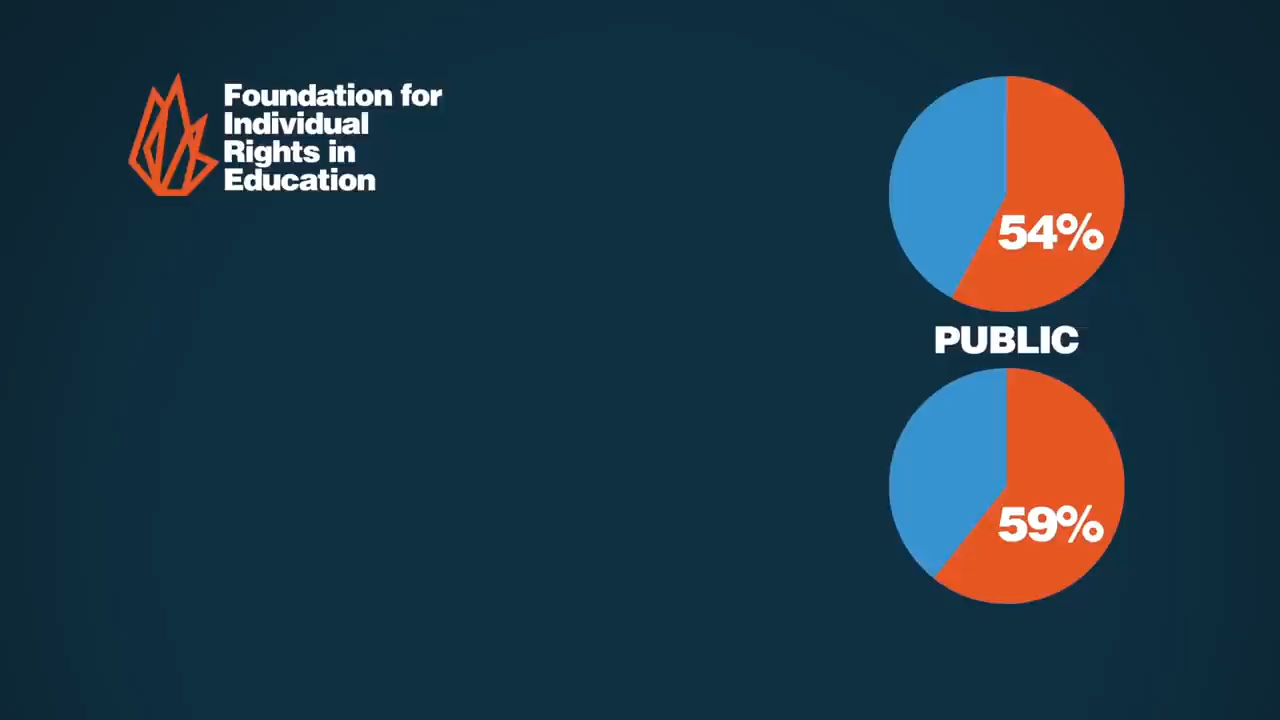 Foundation for
Individual
Rights in
Education
54%
PUBLIC
59%